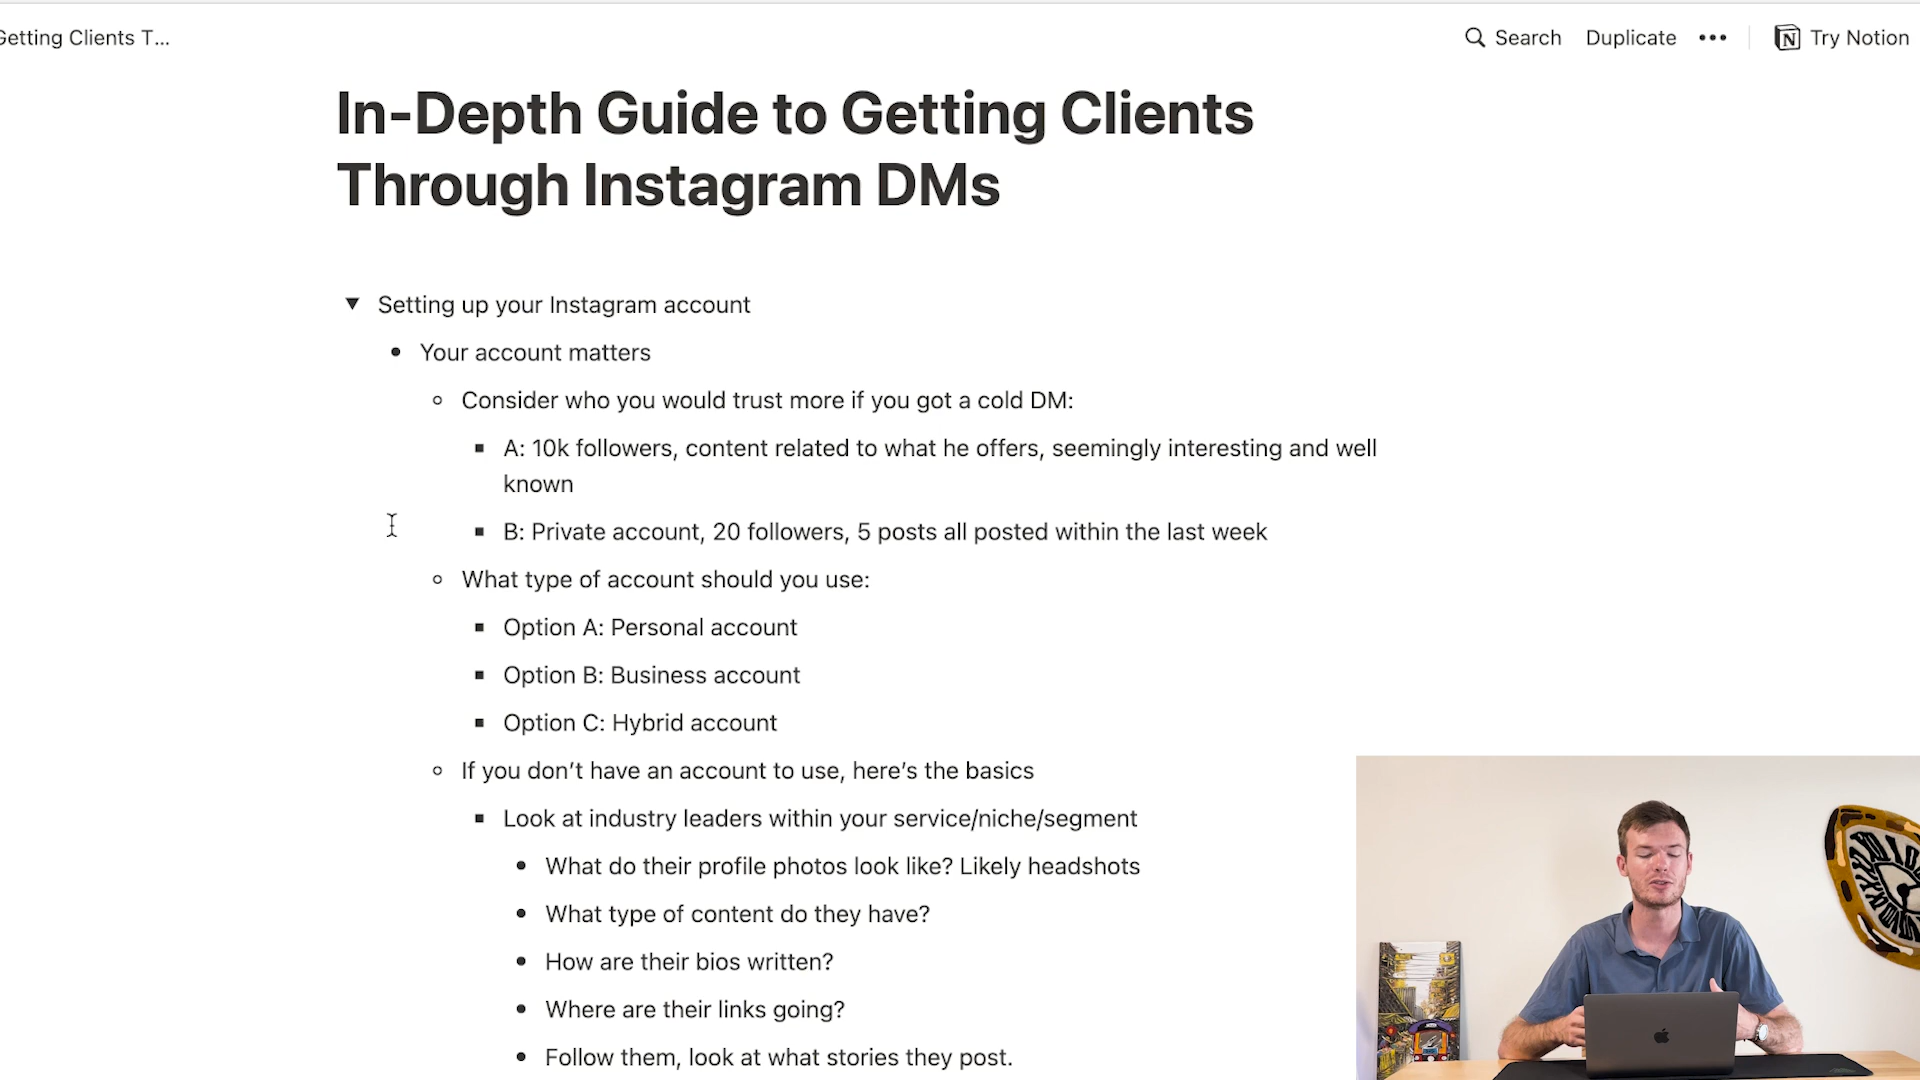 Getting Clients T...
Search Duplicate ••• Try Notion
In-Depth Guide to Getting Clients
Through Instagram DMs
Setting up your Instagram account
Your account matters
Consider who you would trust more if you got a cold DM:
A: 10k followers, content related to what he offers, seemingly interesting and well
known
B: Private account, 20 followers, 5 posts all posted within the last week
What type of account should you use:
Option A: Personal account
Option B: Business account
Option C: Hybrid account
If you don’t have an account to use, here’s the basics
Look at industry leaders within your service/niche/segment
What do their profile photos look like? Likely headshots
What type of content do they have?
How are their bios written?
Where are their links going?
Follow them, look at what stories they post.